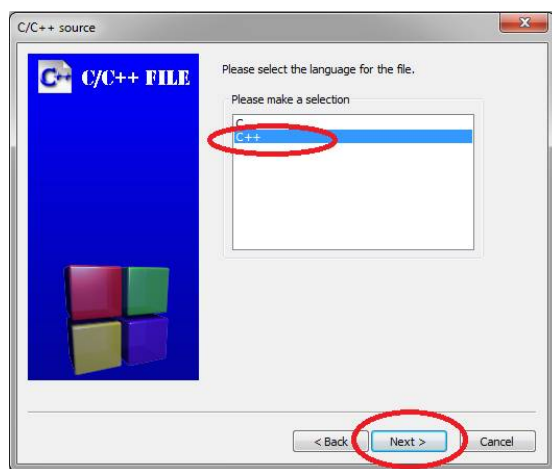 C/C++ source
C++ C/C++ FILE
Please select the language for the file.
Please make a selection
C
C++
< Back
Next >
Cancel